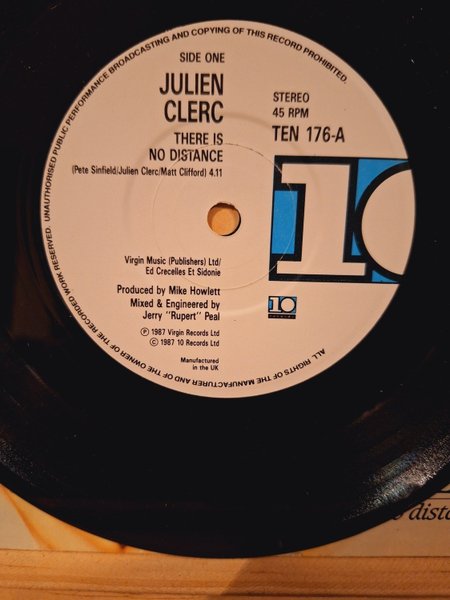 UNAUTHORISED PUBLIC PERFORMANCE BROADCASTING AND COPYING OF THIS RECORD PROHIBITED.
ALL RIGHTS OF THE MANUFACTURER AND OF THE OWNER OF THE RECORDED WORK RESERVED.
SIDE ONE
JULIEN
CLERC
THERE IS
NO DISTANCE
(Pete Sinfield/Julien Clerc/Matt Clifford) 4.11
STEREO
45 RPM
TEN 176-A
10
Virgin Music (Publishers) Ltd/
Ed Crecelles Et Sidonie
Produced by Mike Howlett
Mixed & Engineered by
Jerry "Rupert" Peal
10
℗ 1987 Virgin Records Ltd
© 1987 10 Records Ltd
Manufactured
in the UK